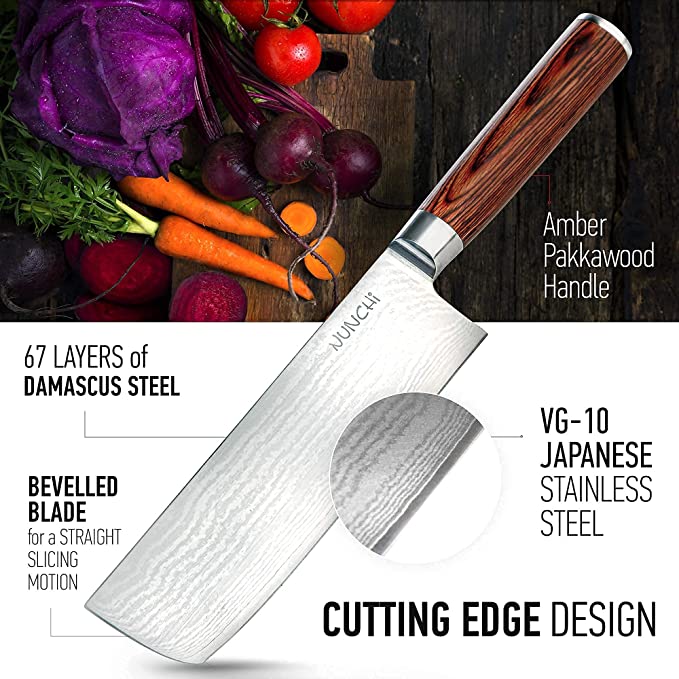 Amber
Pakkawood
Handle
NUNCHi
67 LAYERS of
DAMASCUS STEEL
VG-10
JAPANESE
STAINLESS
STEEL
BEVELLED
BLADE
for a STRAIGHT
SLICING
MOTION
CUTTING EDGE DESIGN